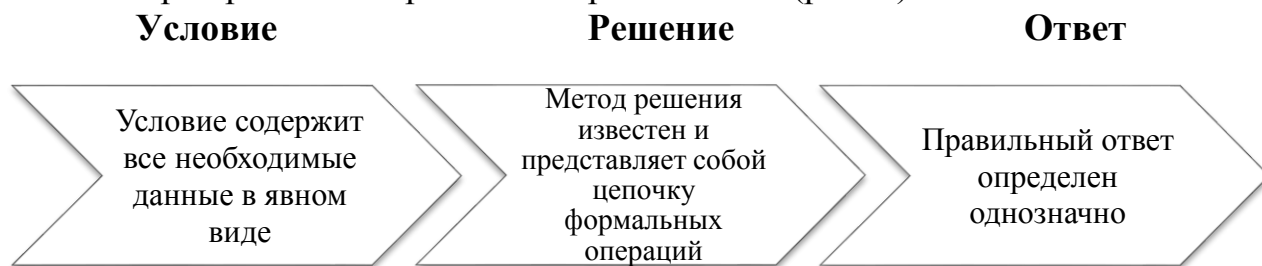 Условие
Решение
Ответ
Условие содержит
все необходимые
данные в явном
виде
Метод решения
известен и
представляет собой
цепочку
формальных
операций
Правильный ответ
определен
однозначно